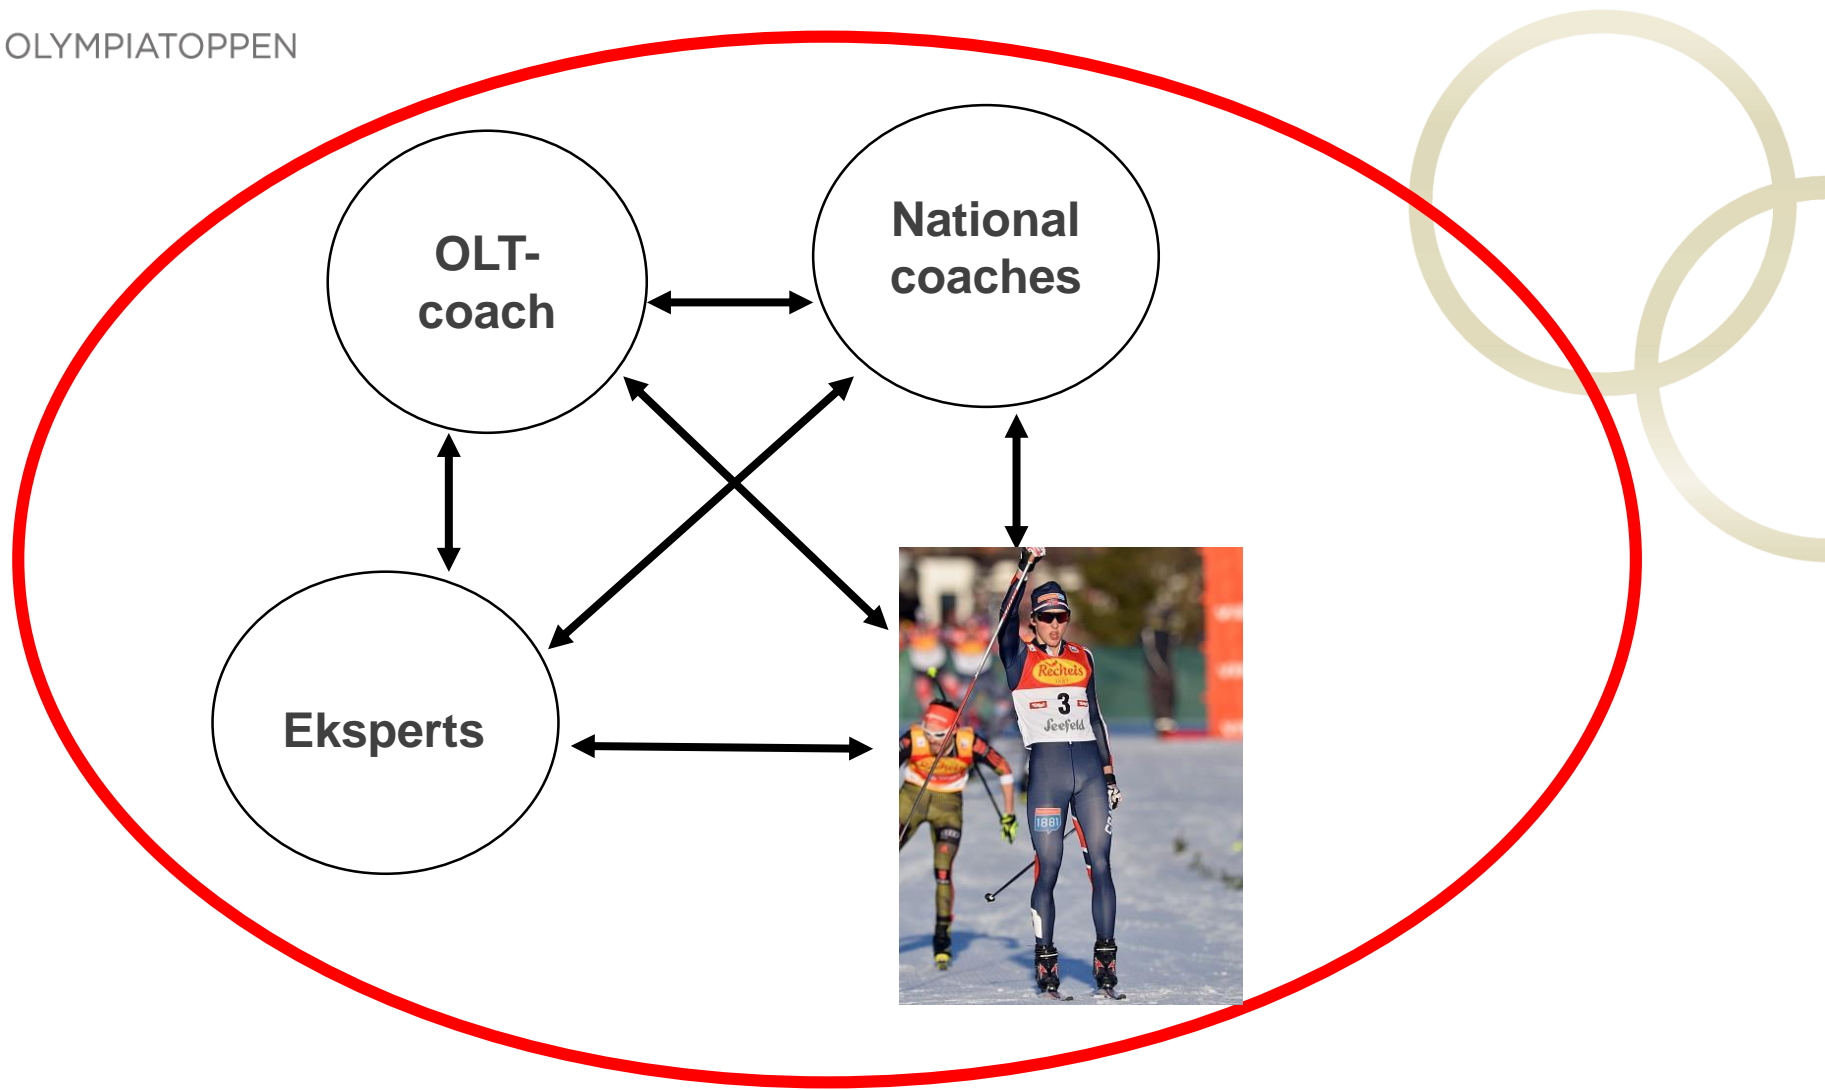 OLYMPIATOPPEN
OLT-
coach
National
coaches
Eksperts
Recheis
3
Seefeld
1881